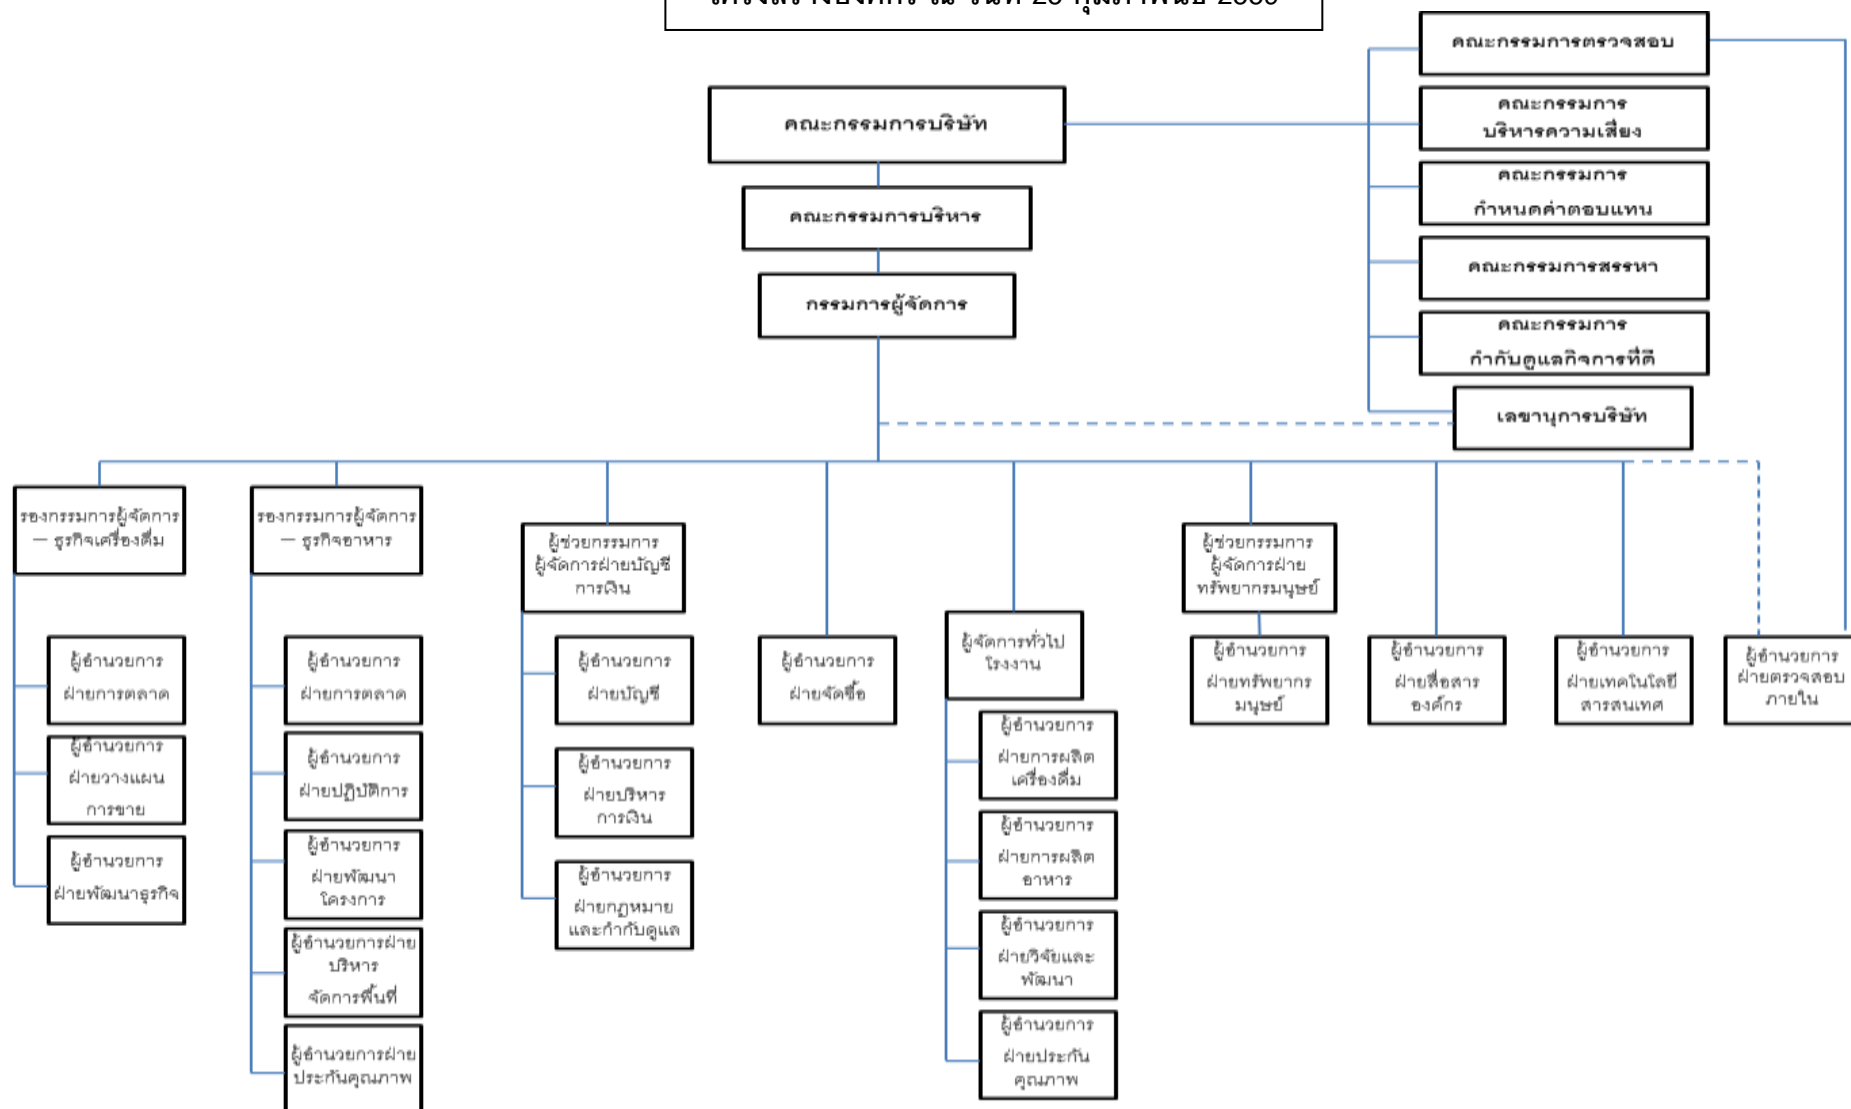 โครงสร้างองค์กร ณ วันที่ 29 กุมภาพันธ์ 2559
คณะกรรมการตรวจสอบ
คณะกรรมการบริษัท
คณะกรรมการ
บริหารความเสี่ยง
คณะกรรมการ
กำหนดค่าตอบแทน
คณะกรรมการบริหาร
คณะกรรมการสรรหา
กรรมการผู้จัดการ
คณะกรรมการ
กำกับดูแลกิจการที่ดี
เลขานุการบริษัท
รองกรรมการผู้จัดการ
– ธุรกิจเครื่องดื่ม
รองกรรมการผู้จัดการ
– ธุรกิจอาหาร
ผู้ช่วยกรรมการ
ผู้จัดการฝ่ายบัญชี
การเงิน
ผู้ช่วยกรรมการ
ผู้จัดการฝ่าย
ทรัพยากรมนุษย์
ผู้อำนวยการ
ฝ่ายการตลาด
ผู้อำนวยการ
ฝ่ายวางแผน
การขาย
ผู้อำนวยการ
ฝ่ายพัฒนาธุรกิจ
ผู้อำนวยการ
ฝ่ายการตลาด
ผู้อำนวยการ
ฝ่ายปฏิบัติการ
ผู้อำนวยการ
ฝ่ายพัฒนา
โครงการ
ผู้อำนวยการฝ่าย
บริหาร
จัดการพื้นที่
ผู้อำนวยการฝ่าย
ประกันคุณภาพ
ผู้อำนวยการ
ฝ่ายบัญชี
ผู้อำนวยการ
ฝ่ายบริหาร
การเงิน
ผู้อำนวยการ
ฝ่ายกฎหมาย
และกำกับดูแล
ผู้อำนวยการ
ฝ่ายจัดซื้อ
ผู้จัดการทั่วไป
โรงงาน
ผู้อำนวยการ
ฝ่ายการผลิต
เครื่องดื่ม
ผู้อำนวยการ
ฝ่ายการผลิต
อาหาร
ผู้อำนวยการ
ฝ่ายวิจัยและ
พัฒนา
ผู้อำนวยการ
ฝ่ายประกัน
คุณภาพ
ผู้อำนวยการ
ฝ่ายทรัพยากร
มนุษย์
ผู้อำนวยการ
ฝ่ายสื่อสาร
องค์กร
ผู้อำนวยการ
ฝ่ายเทคโนโลยี
สารสนเทศ
ผู้อำนวยการ
ฝ่ายตรวจสอบ
ภายใน